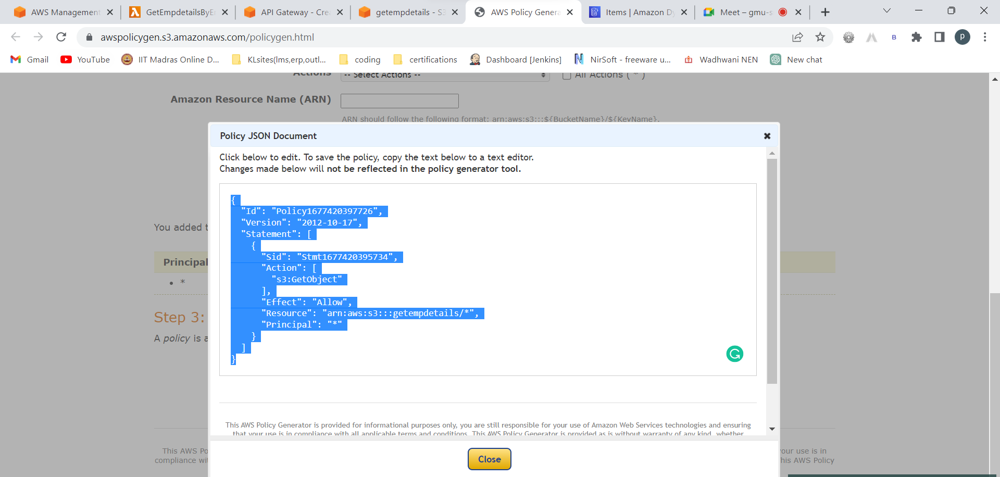 AWS Management
GetEmpdetailsByE
API Gateway - Cre
getempdetails - S3
AWS Policy Genera
Items | Amazon Dy
Meet – gmu-s
awspolicygen.s3.amazonaws.com/policygen.html
B
p
Gmail
YouTube
IIT Madras Online D...
KLsites(lms,erp,outl...
coding
certifications
Dashboard [Jenkins]
NirSoft - freeware u...
Wadhwani NEN
New chat
Actions
-- Select Actions --
All Actions ('*')
Amazon Resource Name (ARN)
ARN should follow the following format: arn:aws:s3:::${BucketName}/${KeyName}.
Policy JSON Document
Click below to edit. To save the policy, copy the text below to a text editor.
Changes made below will not be reflected in the policy generator tool.
{
"Id": "Policy1677420397726",
"Version": "2012-10-17",
"Statement": [
{
"Sid": "Stmt1677420395734",
"Action": [
"s3:GetObject"
],
"Effect": "Allow",
"Resource": "arn:aws:s3:::getempdetails/*",
"Principal": "*"
}
]
}
You added t
Principal
• *
Step 3:
A policy is a
This AWS Policy Generator is provided for informational purposes only, you are still responsible for your use of Amazon Web Services technologies and ensuring
that your use is in compliance with all applicable terms and conditions. This AWS Policy Generator is provided as is without warranty of any kind, whether
Close
This AWS Po
compliance wi
our use is in
his AWS Policy